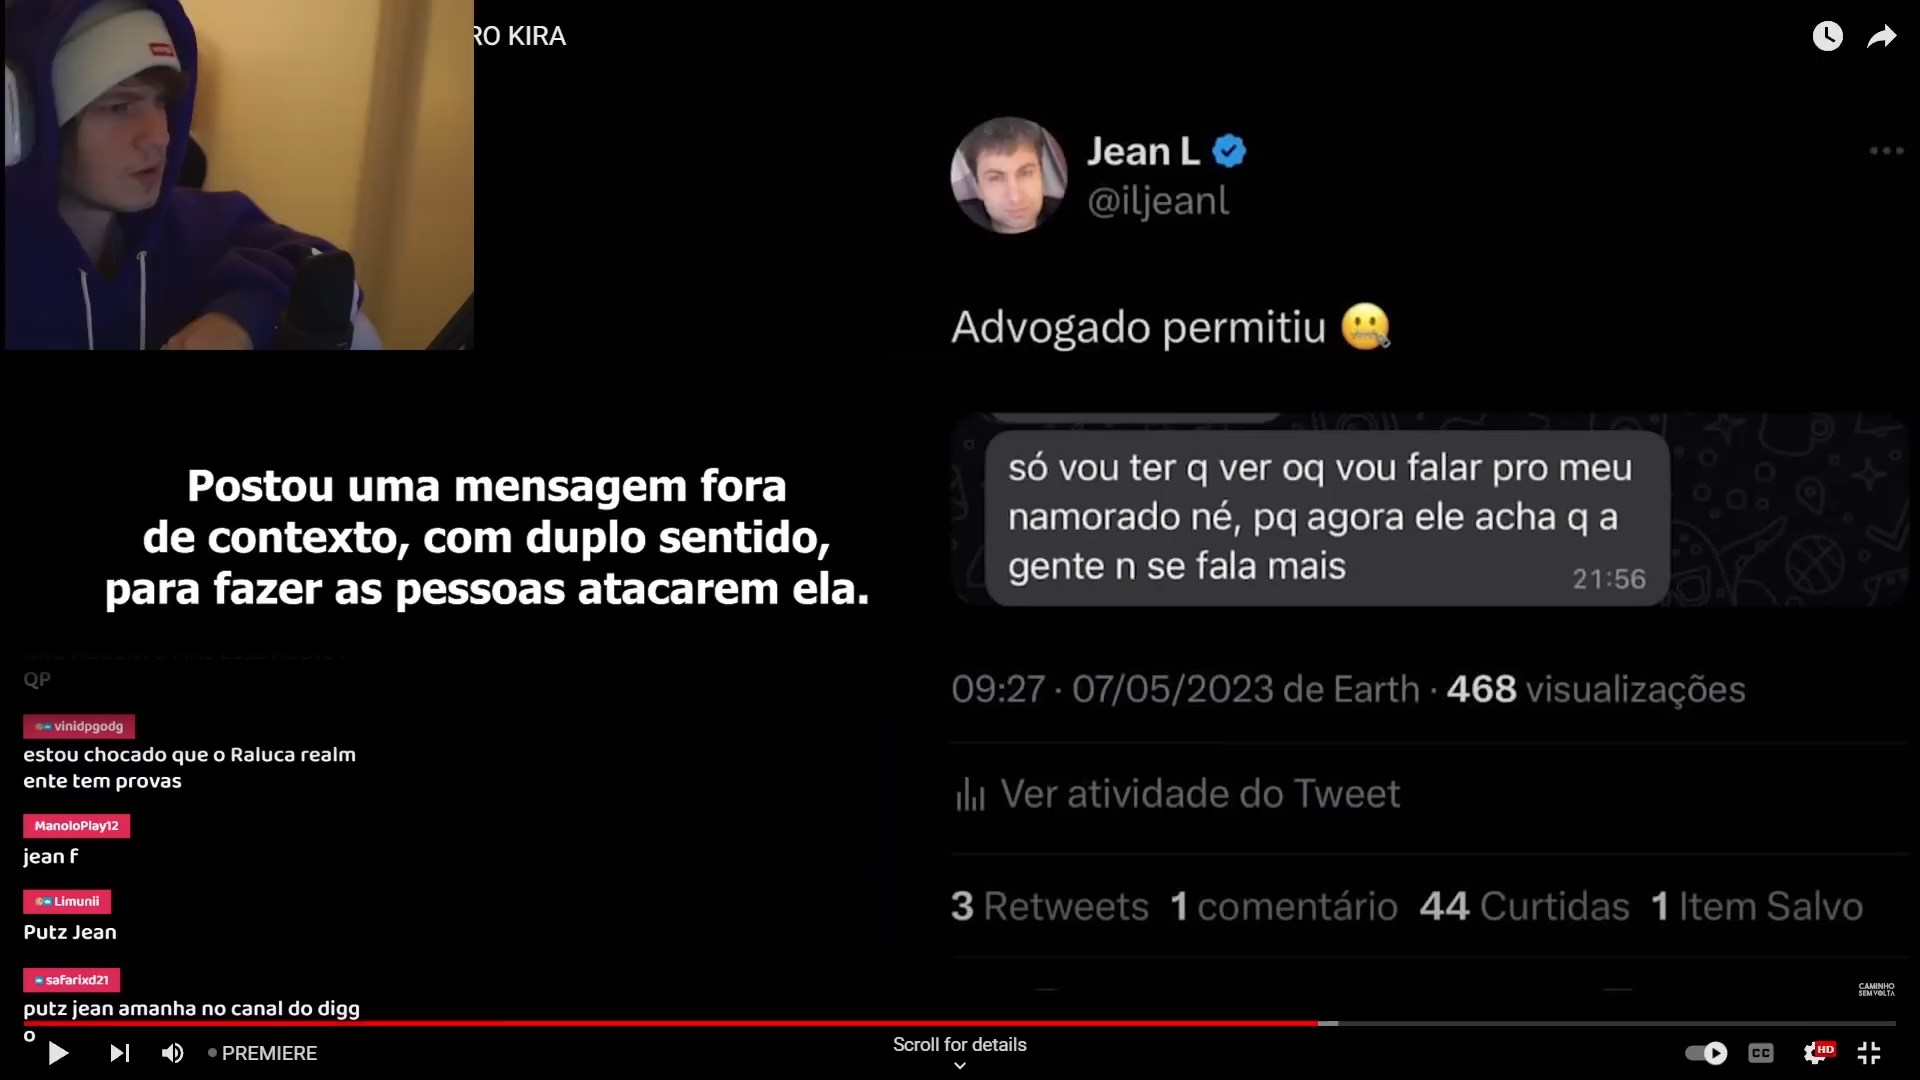 RO KIRA
Jean L
@iljeanl
Advogado permitiu
só vou ter q ver oq vou falar pro meu
namorado né, pq agora ele acha q a
gente n se fala mais
21:56
09:27 · 07/05/2023 de Earth · 468 visualizações
Ver atividade do Tweet
3 Retweets 1 comentário 44 Curtidas 1 Item Salvo
Postou uma mensagem fora
de contexto, com duplo sentido,
para fazer as pessoas atacarem ela.
QP
vinidpgodg
estou chocado que o Raluca realm
ente tem provas
ManoloPlay12
jean f
Limunii
Putz Jean
safarixd21
putz jean amanha no canal do digg
o
CAMINHO
SEM VOLTA
PREMIERE
Scroll for details
CC
HD